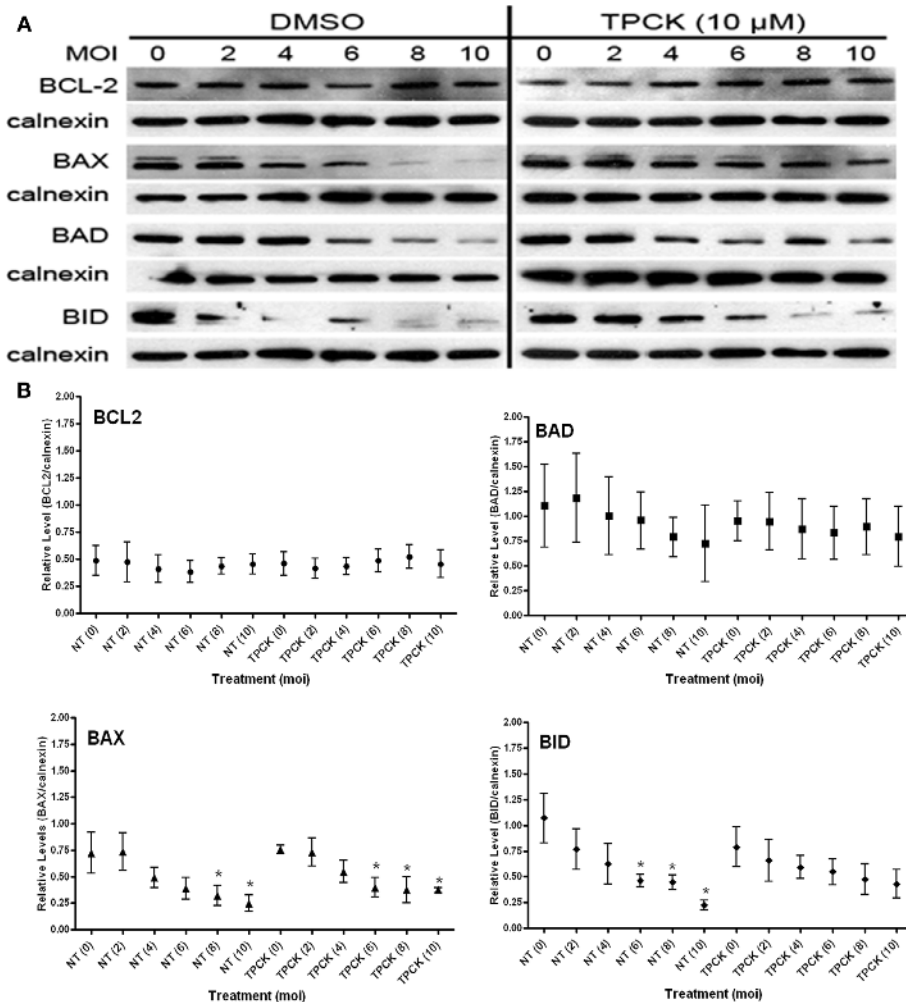 A
DMSO TPCK (10 µM)
MOI 0 2 4 6 8 10 0 2 4 6 8 10
BCL-2
calnexin
BAX
calnexin
BAD
calnexin
BID
calnexin
B
BCL2
Relative Level (BCL2/calnexin)
2.00
1.75
1.50
1.25
1.00
0.75
0.50
0.25
0.00
NT (0) NT (2) NT (4) NT (6) NT (8) NT (10) TPCK (0) TPCK (2) TPCK (4) TPCK (6) TPCK (8) TPCK (10)
Treatment (moi)
BAD
Relative Level (BAD/calnexin)
2.00
1.75
1.50
1.25
1.00
0.75
0.50
0.25
0.00
NT (0) NT (2) NT (4) NT (6) NT (8) NT (10) TPCK (0) TPCK (2) TPCK (4) TPCK (6) TPCK (8) TPCK (10)
Treatment (moi)
BAX
Relative Levels (BAX/calnexin)
2.00
1.75
1.50
1.25
1.00
0.75
0.50
0.25
0.00
* * * * *
NT (0) NT (2) NT (4) NT (6) NT (8) NT (10) TPCK (0) TPCK (2) TPCK (4) TPCK (6) TPCK (8) TPCK (10)
Treatment (moi)
BID
Relative Level (BID/calnexin)
2.00
1.75
1.50
1.25
1.00
0.75
0.50
0.25
0.00
* * *
NT (0) NT (2) NT (4) NT (6) NT (8) NT (10) TPCK (0) TPCK (2) TPCK (4) TPCK (6) TPCK (8) TPCK (10)
Treatment (moi)